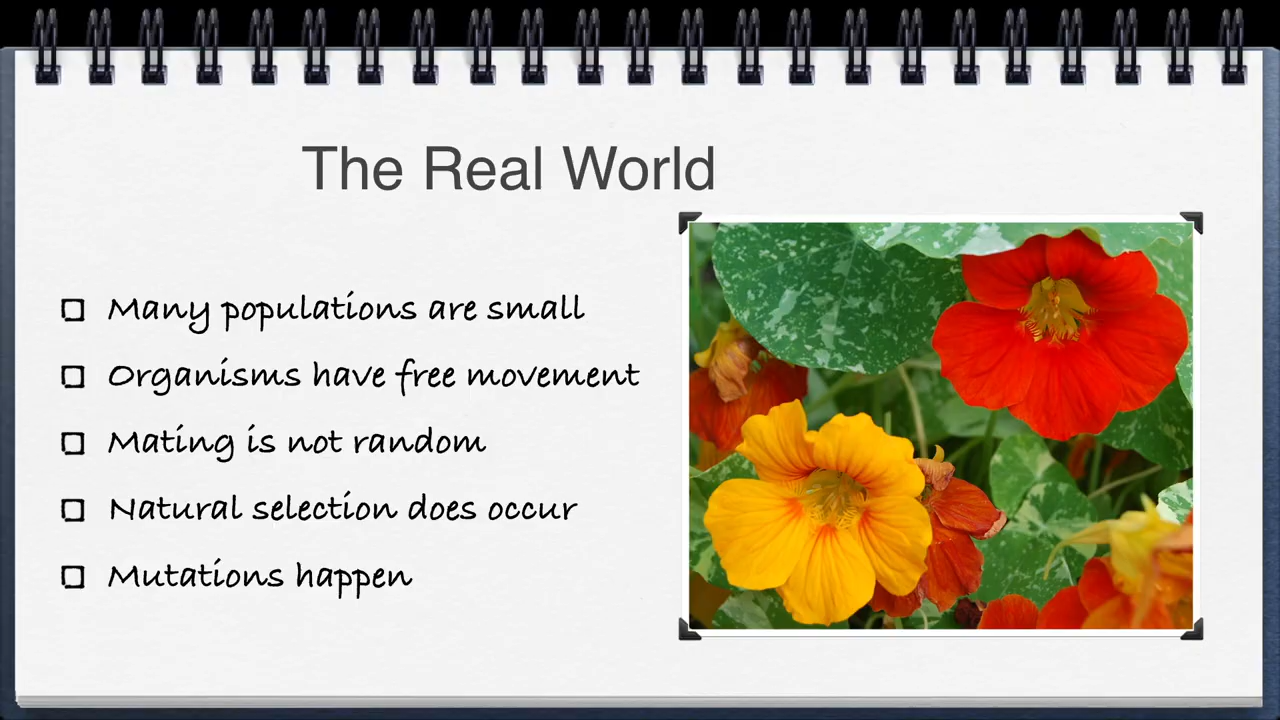 The Real World
Many populations are small
Organisms have free movement
Mating is not random
Natural selection does occur
Mutations happen